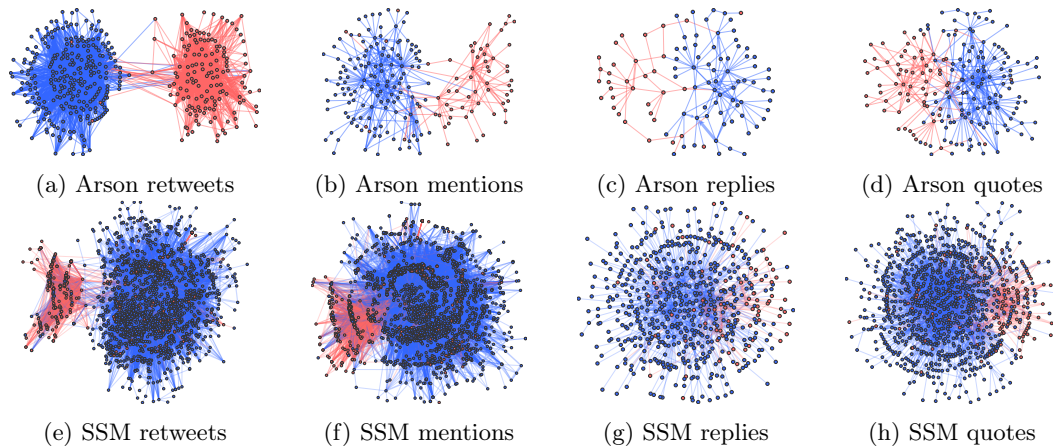 (a) Arson retweets
(b) Arson mentions
(c) Arson replies
(d) Arson quotes
(e) SSM retweets
(f) SSM mentions
(g) SSM replies
(h) SSM quotes